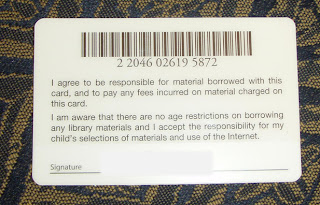 2 2046 02619 5872
I agree to be responsible for material borrowed with this
card, and to pay any fees incurred on material charged on
this card.
I am aware that there are no age restrictions on borrowing
any library materials and I accept the responsibility for my
child's selections of materials and use of the Internet.
Signature